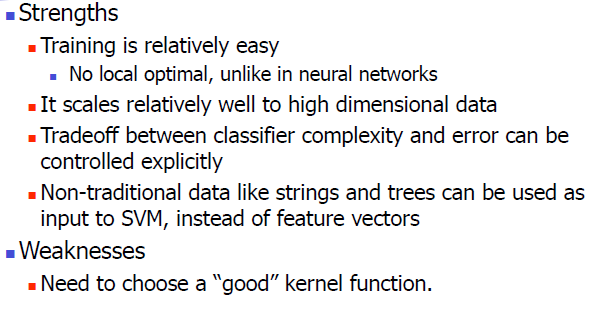 Strengths
Training is relatively easy
No local optimal, unlike in neural networks
It scales relatively well to high dimensional data
Tradeoff between classifier complexity and error can be
controlled explicitly
Non-traditional data like strings and trees can be used as
input to SVM, instead of feature vectors
Weaknesses
Need to choose a “good” kernel function.